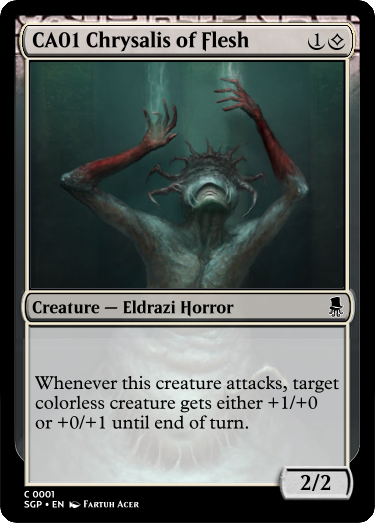 CA01 Chrysalis of Flesh 1
Creature — Eldrazi Horror
Whenever this creature attacks, target
colorless creature gets either +1/+0
or +0/+1 until end of turn.
2/2
C 0001
SGP • EN Fartuh Acer